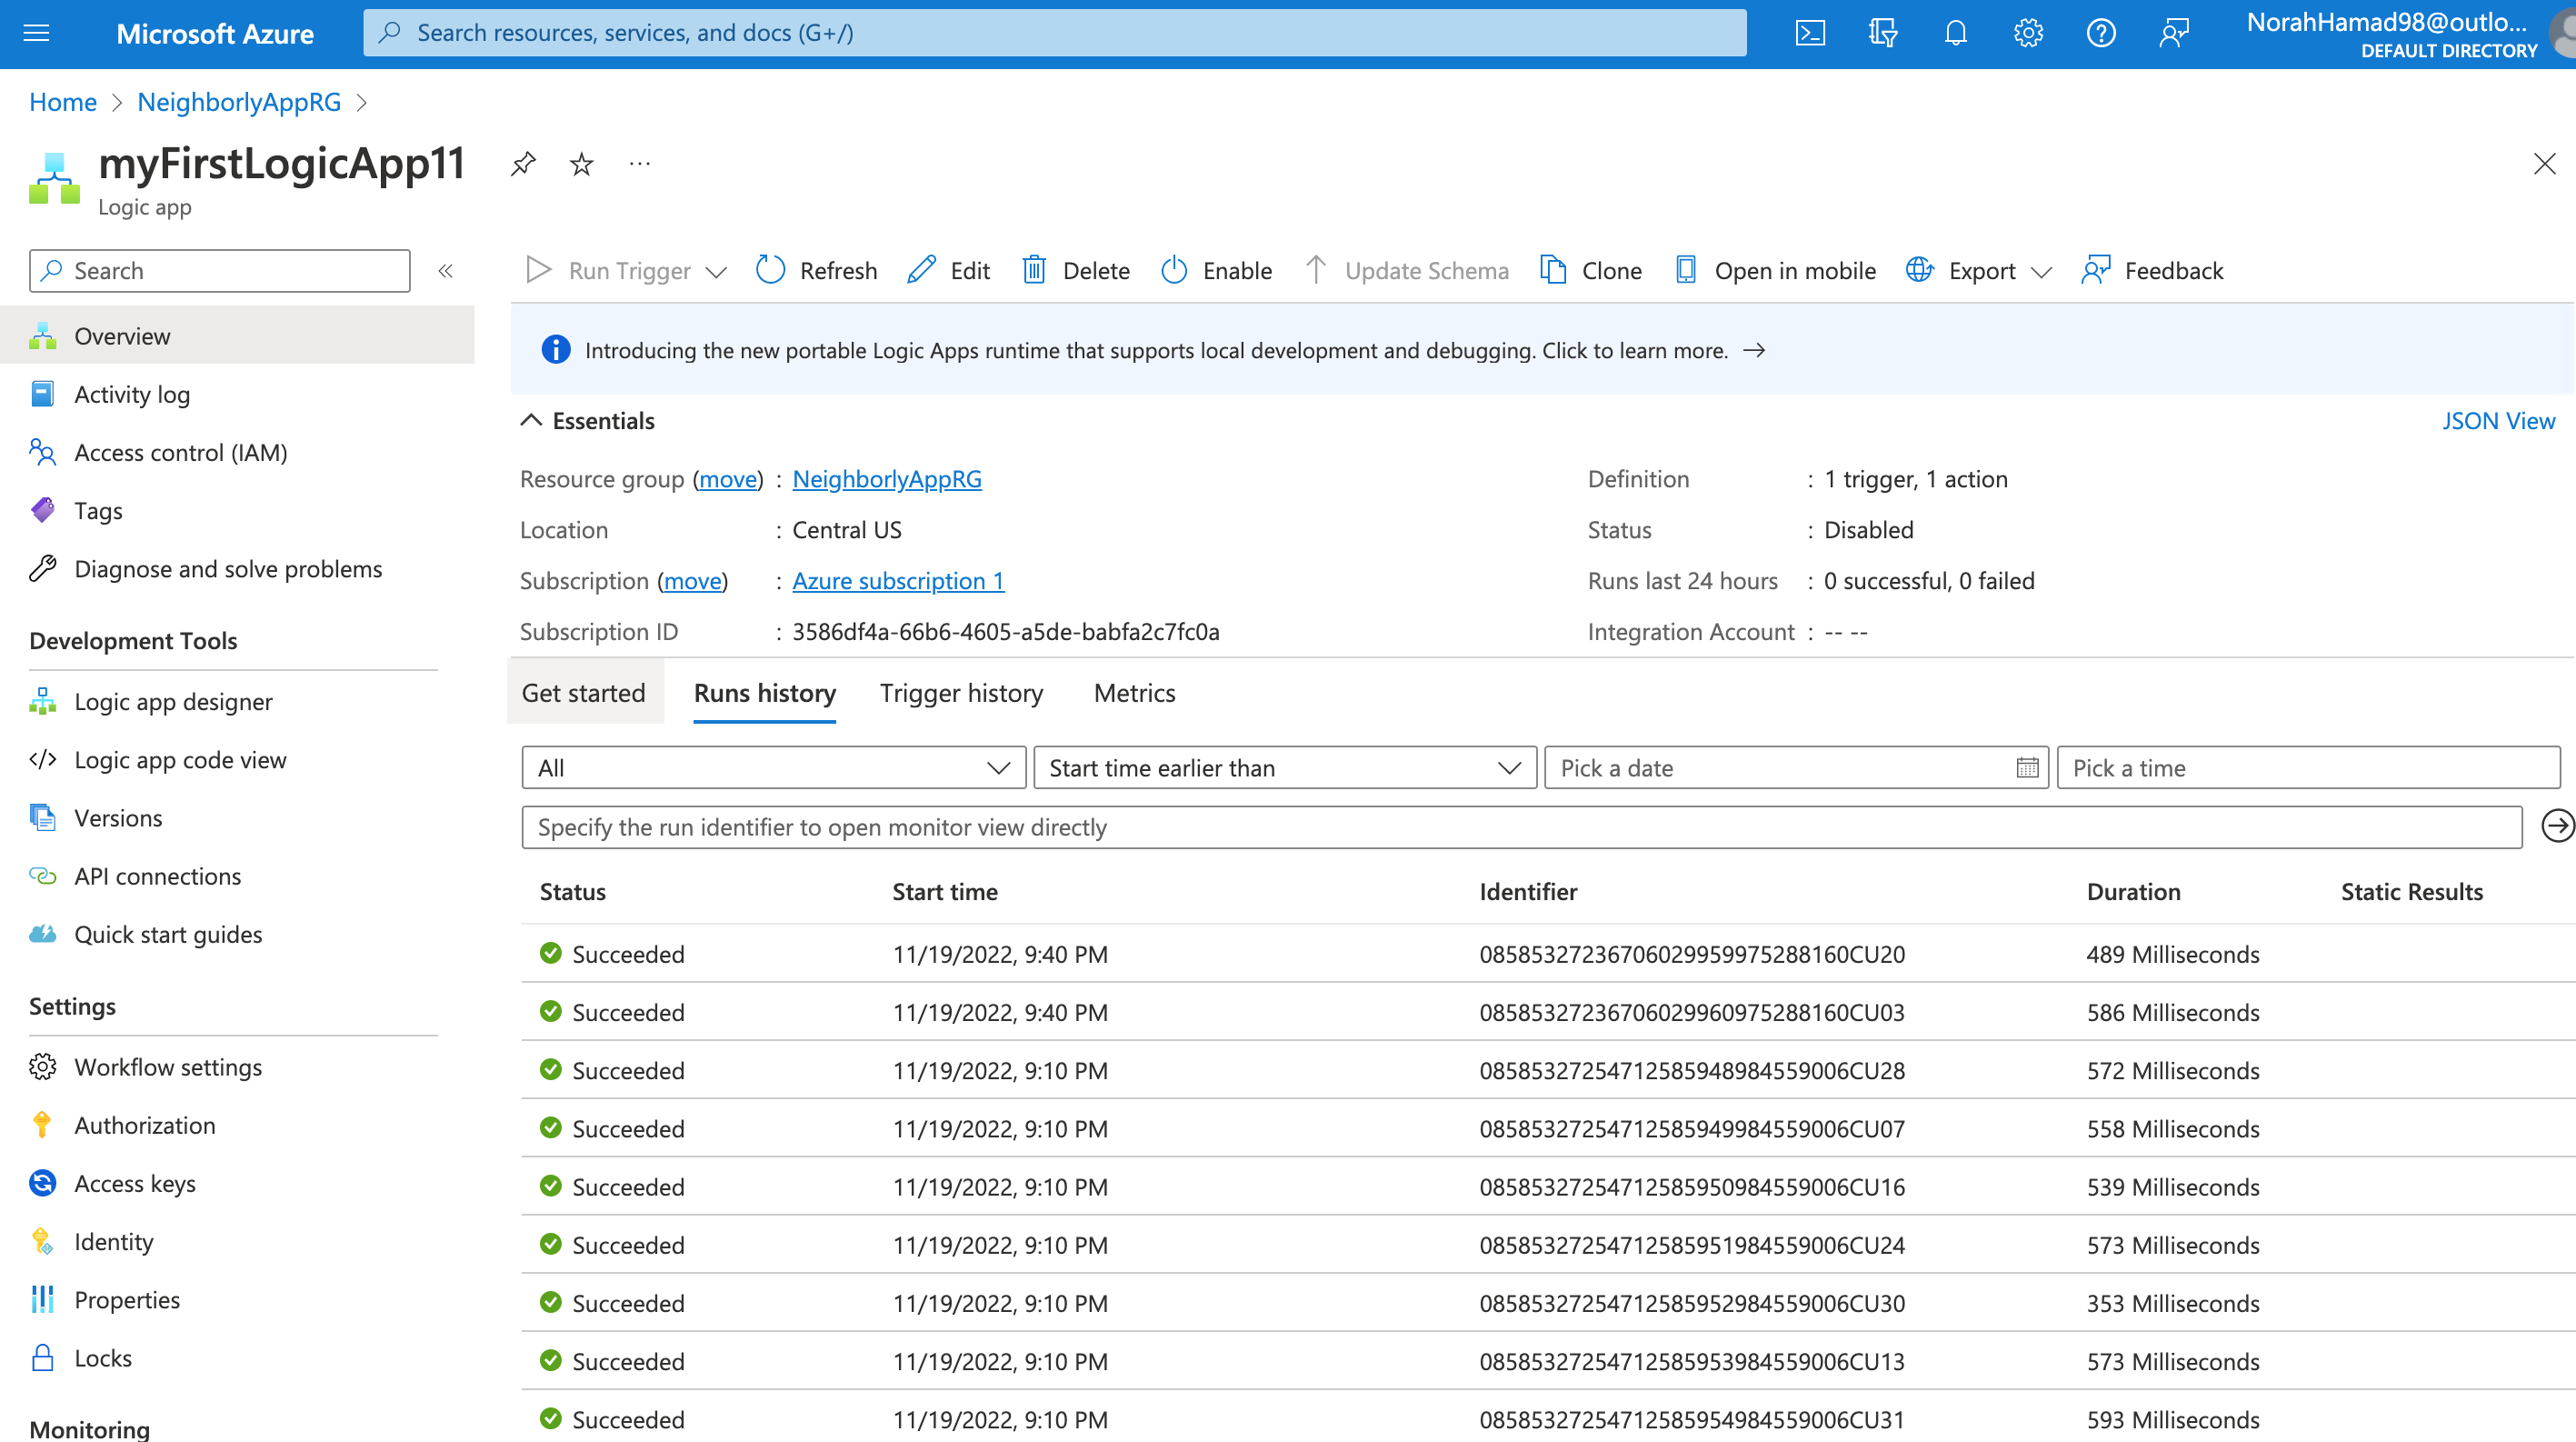 Microsoft Azure
Search resources, services, and docs (G+/)
NorahHamad98@outlo...
DEFAULT DIRECTORY
Home > NeighborlyAppRG >
myFirstLogicApp11
Logic app
Search
Run Trigger
Refresh
Edit
Delete
Enable
Update Schema
Clone
Open in mobile
Export
Feedback
Overview
Activity log
Access control (IAM)
Tags
Diagnose and solve problems
Development Tools
Logic app designer
Logic app code view
Versions
API connections
Quick start guides
Settings
Workflow settings
Authorization
Access keys
Identity
Properties
Locks
Monitoring
Introducing the new portable Logic Apps runtime that supports local development and debugging. Click to learn more. →
Essentials
JSON View
Resource group (move) : NeighborlyAppRG
Location : Central US
Subscription (move) : Azure subscription 1
Subscription ID : 3586df4a-66b6-4605-a5de-babfa2c7fc0a
Definition : 1 trigger, 1 action
Status : Disabled
Runs last 24 hours : 0 successful, 0 failed
Integration Account : -- --
Get started
Runs history
Trigger history
Metrics
All
Start time earlier than
Pick a date
Pick a time
Specify the run identifier to open monitor view directly
Status Start time Identifier Duration Static Results
Succeeded 11/19/2022, 9:40 PM 08585327236706029959975288160CU20 489 Milliseconds
Succeeded 11/19/2022, 9:40 PM 08585327236706029960975288160CU03 586 Milliseconds
Succeeded 11/19/2022, 9:10 PM 08585327254712585948984559006CU28 572 Milliseconds
Succeeded 11/19/2022, 9:10 PM 08585327254712585949984559006CU07 558 Milliseconds
Succeeded 11/19/2022, 9:10 PM 08585327254712585950984559006CU16 539 Milliseconds
Succeeded 11/19/2022, 9:10 PM 08585327254712585951984559006CU24 573 Milliseconds
Succeeded 11/19/2022, 9:10 PM 08585327254712585952984559006CU30 353 Milliseconds
Succeeded 11/19/2022, 9:10 PM 08585327254712585953984559006CU13 573 Milliseconds
Succeeded 11/19/2022, 9:10 PM 08585327254712585954984559006CU31 593 Milliseconds